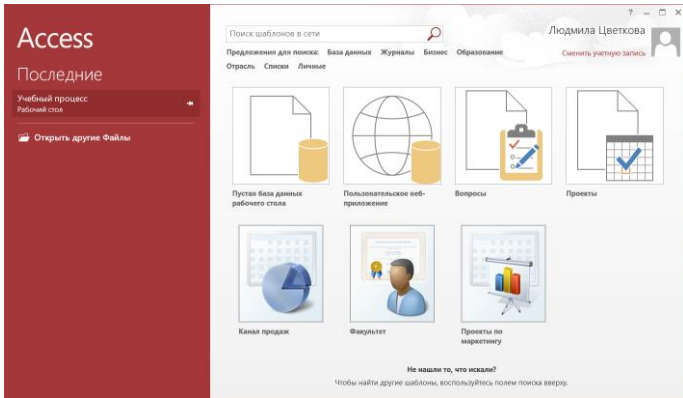 Access
Последние
Учебный процесс
Рабочий стол
Открыть другие Файлы
? – □ ×
Поиск шаблонов в сети
Людмила Цветкова
Сменить учетную запись
Предложения для поиска: База данных Журналы Бизнес Образование
Отрасль Списки Личные
Пустая база данных
рабочего стола
Пользовательское веб-
приложение
Вопросы
Проекты
Канал продаж
Факультет
Проекты по
маркетингу
Не нашли то, что искали?
Чтобы найти другие шаблоны, воспользуйтесь полем поиска вверху.